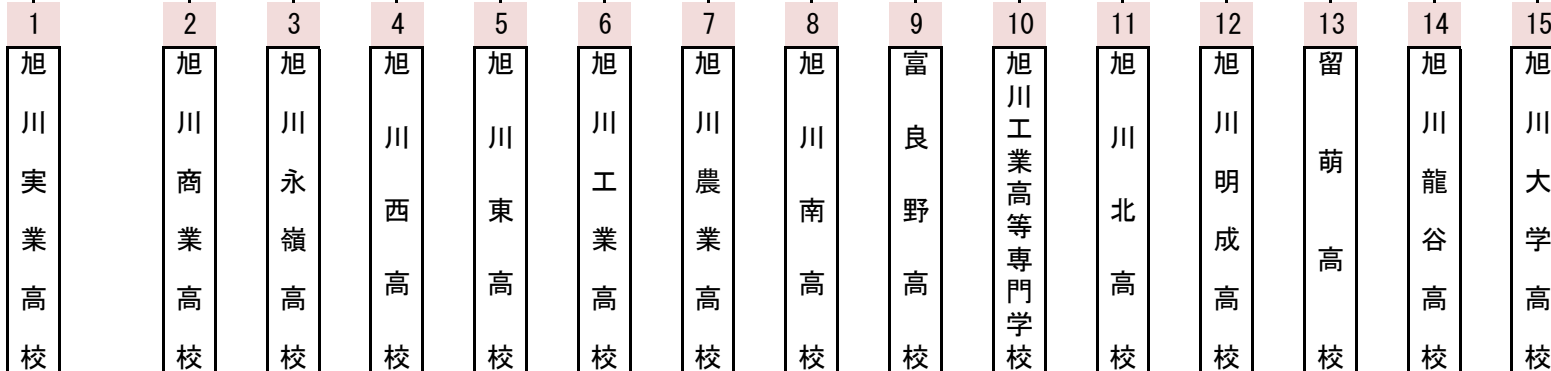 1
旭川実業高校
2
旭川商業高校
3
旭川永嶺高校
4
旭川西高校
5
旭川東高校
6
旭川工業高校
7
旭川農業高校
8
旭川南高校
9
富良野高校
10
旭川工業高等専門学校
11
旭川北高校
12
旭川明成高校
13
留萌高校
14
旭川龍谷高校
15
旭川大学高校